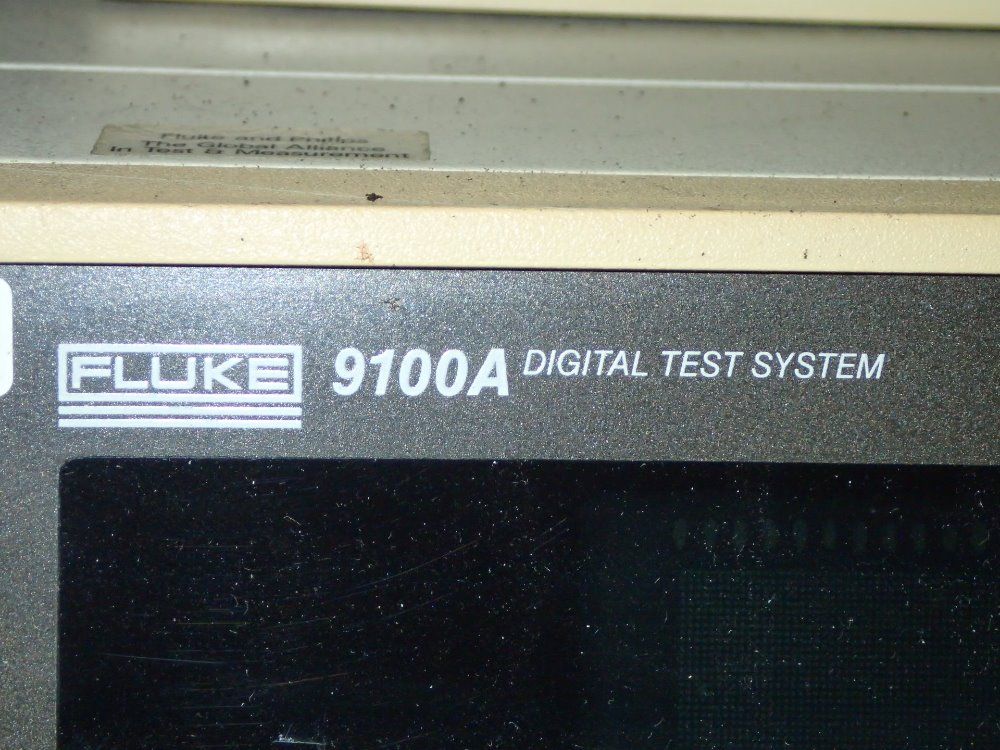 Fluke and Philips
The Global Alliance
in Test & Measurement
FLUKE 9100A DIGITAL TEST SYSTEM